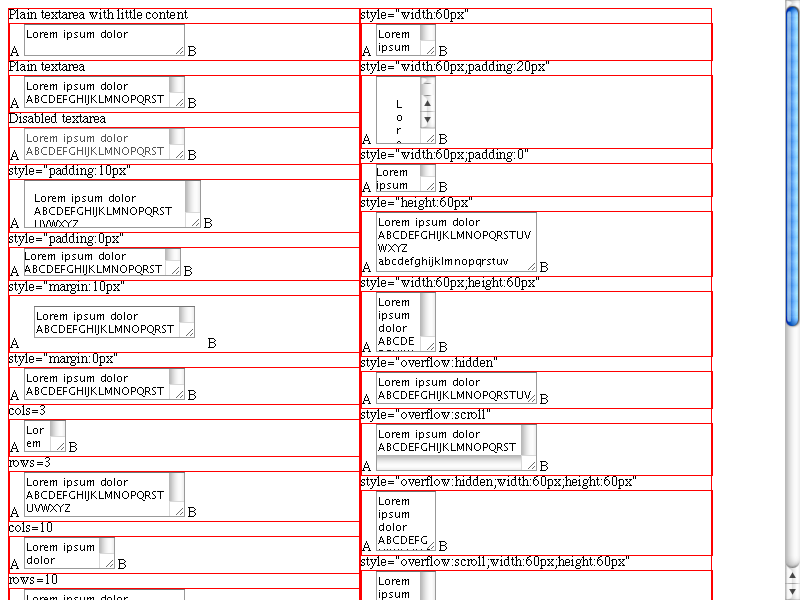 Plain textarea with little content
Lorem ipsum dolor
A B
Plain textarea
Lorem ipsum dolor
ABCDEFGHIJKLMNOPQRST
A B
Disabled textarea
Lorem ipsum dolor
ABCDEFGHIJKLMNOPQRST
A B
style="padding:10px"
Lorem ipsum dolor
ABCDEFGHIJKLMNOPQRST
UVWXYZ
A B
style="padding:0px"
Lorem ipsum dolor
ABCDEFGHIJKLMNOPQRST
A B
style="margin:10px"
Lorem ipsum dolor
ABCDEFGHIJKLMNOPQRST
A B
style="margin:0px"
Lorem ipsum dolor
ABCDEFGHIJKLMNOPQRST
A B
cols=3
Lor
em
A B
rows=3
Lorem ipsum dolor
ABCDEFGHIJKLMNOPQRST
UVWXYZ
A B
cols=10
Lorem ipsum
dolor
A B
rows=10
Lorem ipsum dolor
style="width:60px"
Lorem
ipsum
A B
style="width:60px;padding:20px"
L
o
r
A B
style="width:60px;padding:0"
Lorem
ipsum
A B
style="height:60px"
Lorem ipsum dolor
ABCDEFGHIJKLMNOPQRSTUV
WXYZ
abcdefghijklmnopqrstuv
A B
style="width:60px;height:60px"
Lorem
ipsum
dolor
ABCDE
A B
style="overflow:hidden"
Lorem ipsum dolor
ABCDEFGHIJKLMNOPQRSTUV
A B
style="overflow:scroll"
Lorem ipsum dolor
ABCDEFGHIJKLMNOPQRST
A B
style="overflow:hidden;width:60px;height:60px"
Lorem
ipsum
dolor
ABCDEFG
A B
style="overflow:scroll;width:60px;height:60px"
Lorem
ipsum